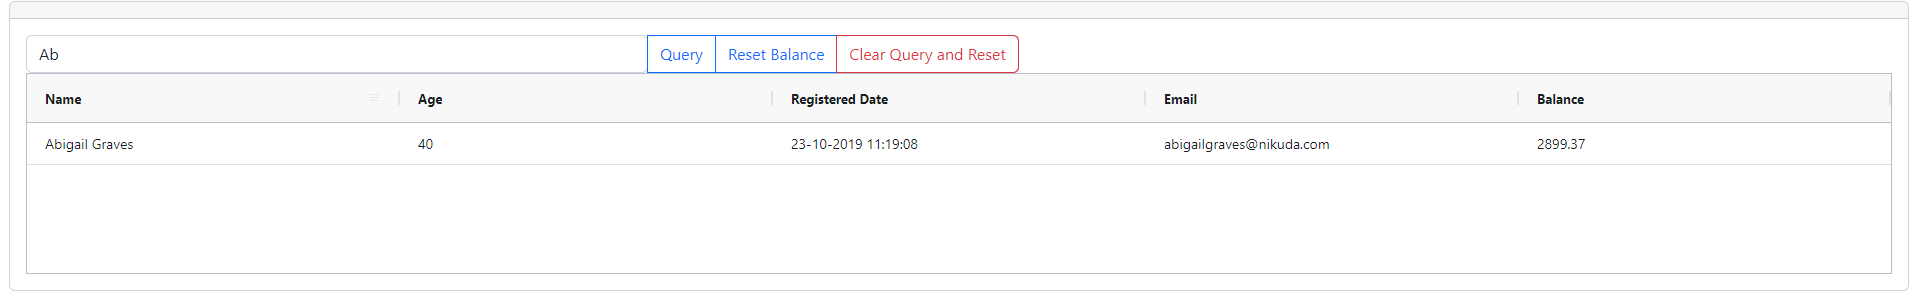 Ab Query Reset Balance Clear Query and Reset
Name Age Registered Date Email Balance
Abigail Graves 40 23-10-2019 11:19:08 abigailgraves@nikuda.com 2899.37